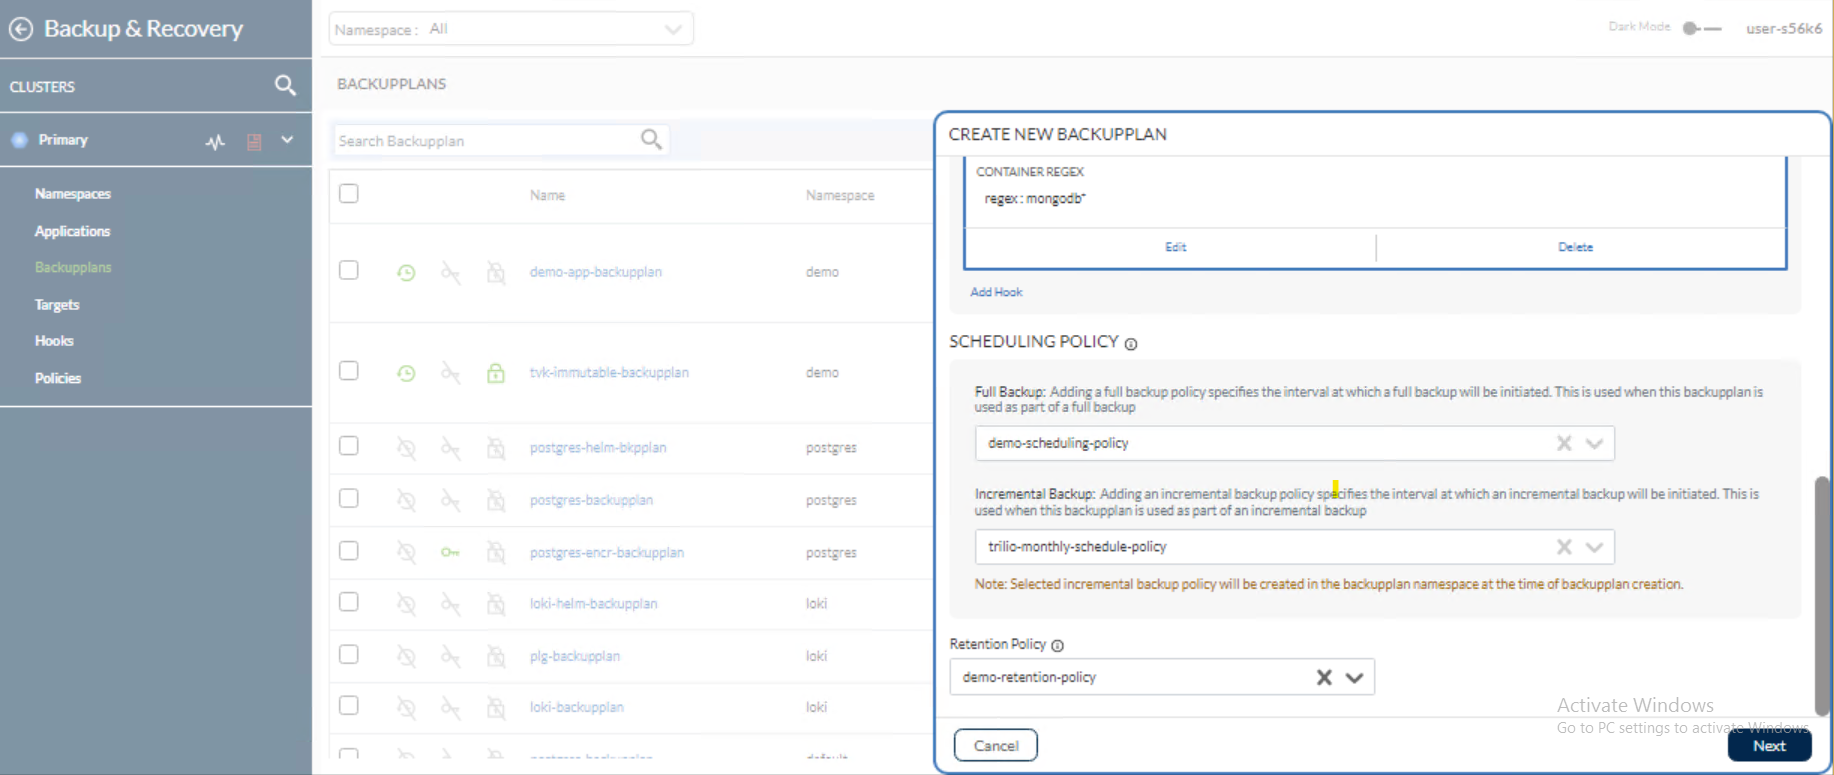 Backup & Recovery
Namespace : All
Dark Mode
user-s56k6
CLUSTERS
BACKUPPLANS
Primary
Search Backupplan
Namespaces
Applications
Backupplans
Targets
Hooks
Policies
Name
Namespace
demo-app-backupplan
demo
tvk-immutable-backupplan
demo
postgres-helm-bkpplan
postgres
postgres-backupplan
postgres
postgres-encr-backupplan
postgres
loki-helm-backupplan
loki
plg-backupplan
loki
loki-backupplan
loki
CREATE NEW BACKUPPLAN
CONTAINER REGEX
regex : mongodb*
Edit
Delete
Add Hook
SCHEDULING POLICY
Full Backup: Adding a full backup policy specifies the interval at which a full backup will be initiated. This is used when this backupplan is
used as part of a full backup
demo-scheduling-policy
Incremental Backup: Adding an incremental backup policy specifies the interval at which an incremental backup will be initiated. This is
used when this backupplan is used as part of an incremental backup
trilio-monthly-schedule-policy
Note: Selected incremental backup policy will be created in the backupplan namespace at the time of backupplan creation.
Retention Policy
demo-retention-policy
Activate Windows
Go to PC settings to activate Windows.
Cancel
Next